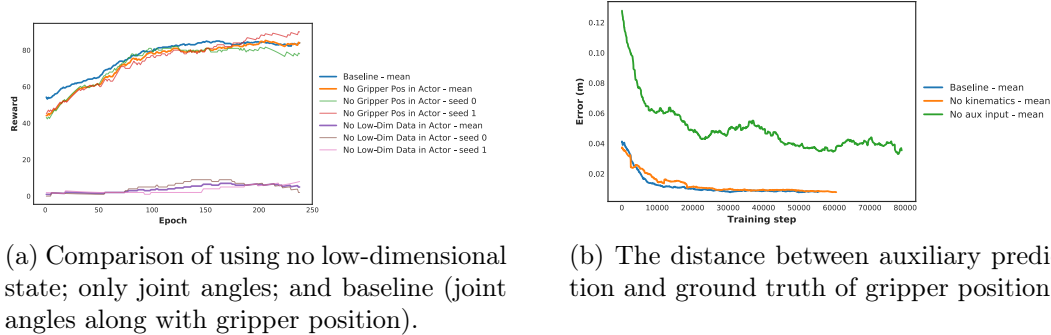 80
60
40
20
0
Reward
0
50
100
150
200
250
Epoch
Baseline - mean
No Gripper Pos in Actor - mean
No Gripper Pos in Actor - seed 0
No Gripper Pos in Actor - seed 1
No Low-Dim Data in Actor - mean
No Low-Dim Data in Actor - seed 0
No Low-Dim Data in Actor - seed 1
(a) Comparison of using no low-dimensional
state; only joint angles; and baseline (joint
angles along with gripper position).
0.12
0.10
0.08
0.06
0.04
0.02
Error (m)
0 10000 20000 30000 40000 50000 60000 70000 80000
Training step
Baseline - mean
No kinematics - mean
No aux input - mean
(b) The distance between auxiliary predi
tion and ground truth of gripper position